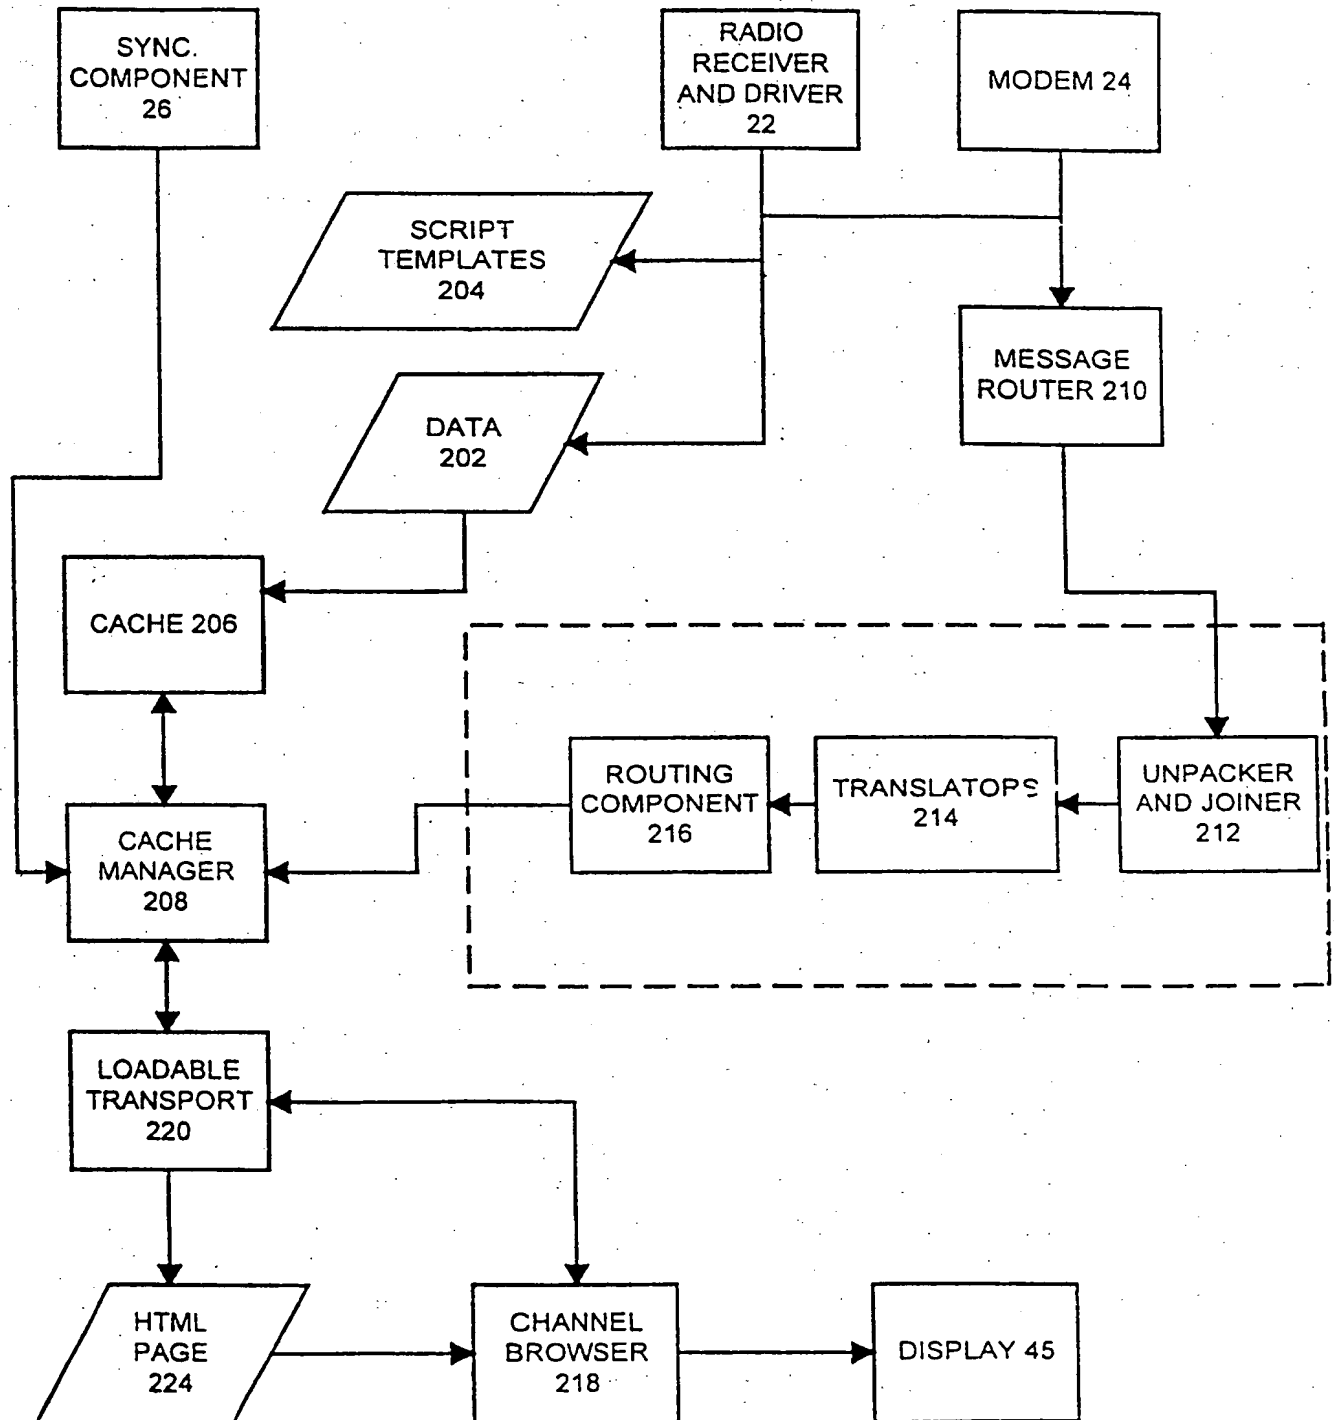 SYNC.
COMPONENT
26
RADIO
RECEIVER
AND DRIVER
22
MODEM 24
SCRIPT
TEMPLATES
204
MESSAGE
ROUTER 210
DATA
202
CACHE 206
ROUTING
COMPONENT
216
TRANSLATOPS
214
UNPACKER
AND JOINER
212
CACHE
MANAGER
208
LOADABLE
TRANSPORT
220
HTML
PAGE
224
CHANNEL
BROWSER
218
DISPLAY 45